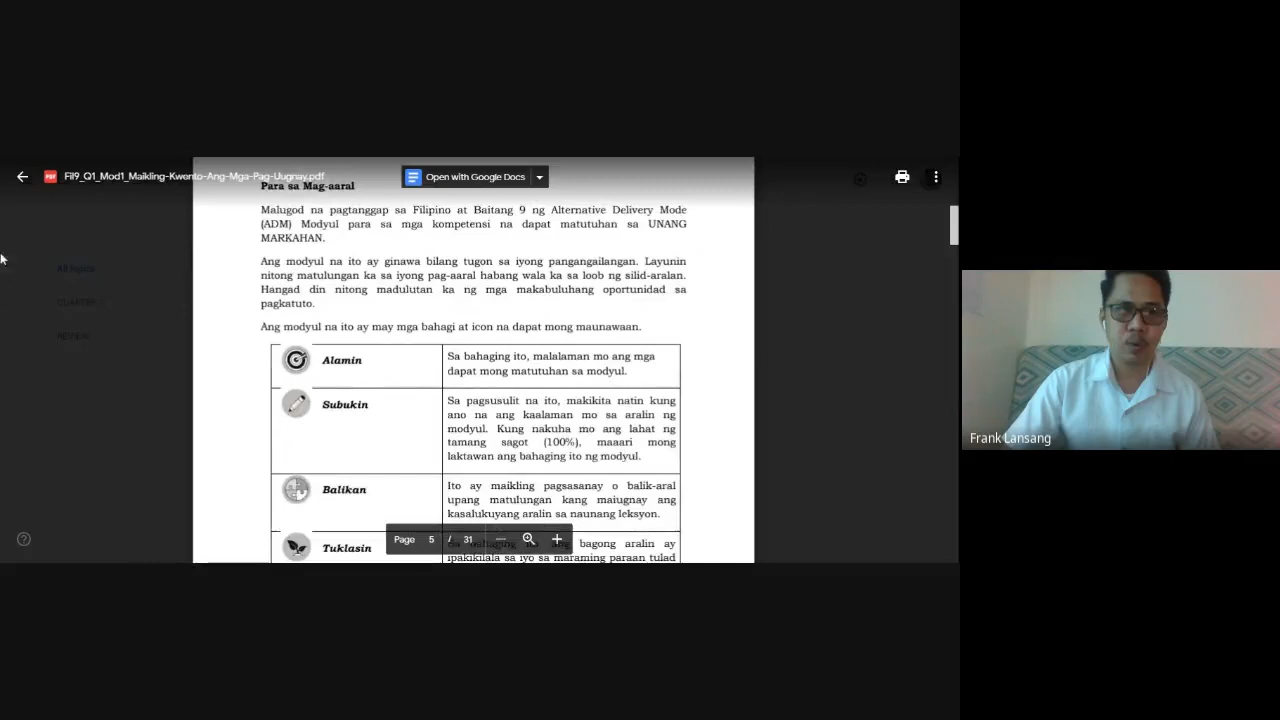 Fil9_Q1_Mod1_Maikling-Kwento-Ang-Mga-Pag-Uugnay.pdf
Open with Google Docs
Para sa Mag-aaral
Malugod na pagtanggap sa Filipino at Baitang 9 ng Alternative Delivery Mode
(ADM) Modyul para sa mga kompetensi na dapat matutuhan sa UNANG
MARKAHAN.
Ang modyul na ito ay ginawa bilang tugon sa iyong pangangailangan. Layunin
nitong matulungan ka sa iyong pag-aaral habang wala ka sa loob ng silid-aralan.
Hangad din nitong madulutan ka ng mga makabuluhang oportunidad sa
pagkatuto.
Ang modyul na ito ay may mga bahagi at icon na dapat mong maunawaan.
Alamin
Sa bahaging ito, malalaman mo ang mga
dapat mong matutuhan sa modyul.
Subukin
Sa pagsusulit na ito, makikita natin kung
ano na ang kaalaman mo sa aralin ng
modyul. Kung nakuha mo ang lahat ng
tamang sagot (100%), maaari mong
laktawan ang bahaging ito ng modyul.
Balikan
Ito ay maikling pagsasanay o balik-aral
upang matulungan kang maiugnay ang
kasalukuyang aralin sa naunang leksyon.
Tuklasin
bagong aralin ay
ipakikilala sa iyo sa maraming paraan tulad
Page 5 / 31
All topics
REVIEW
Frank Lansang